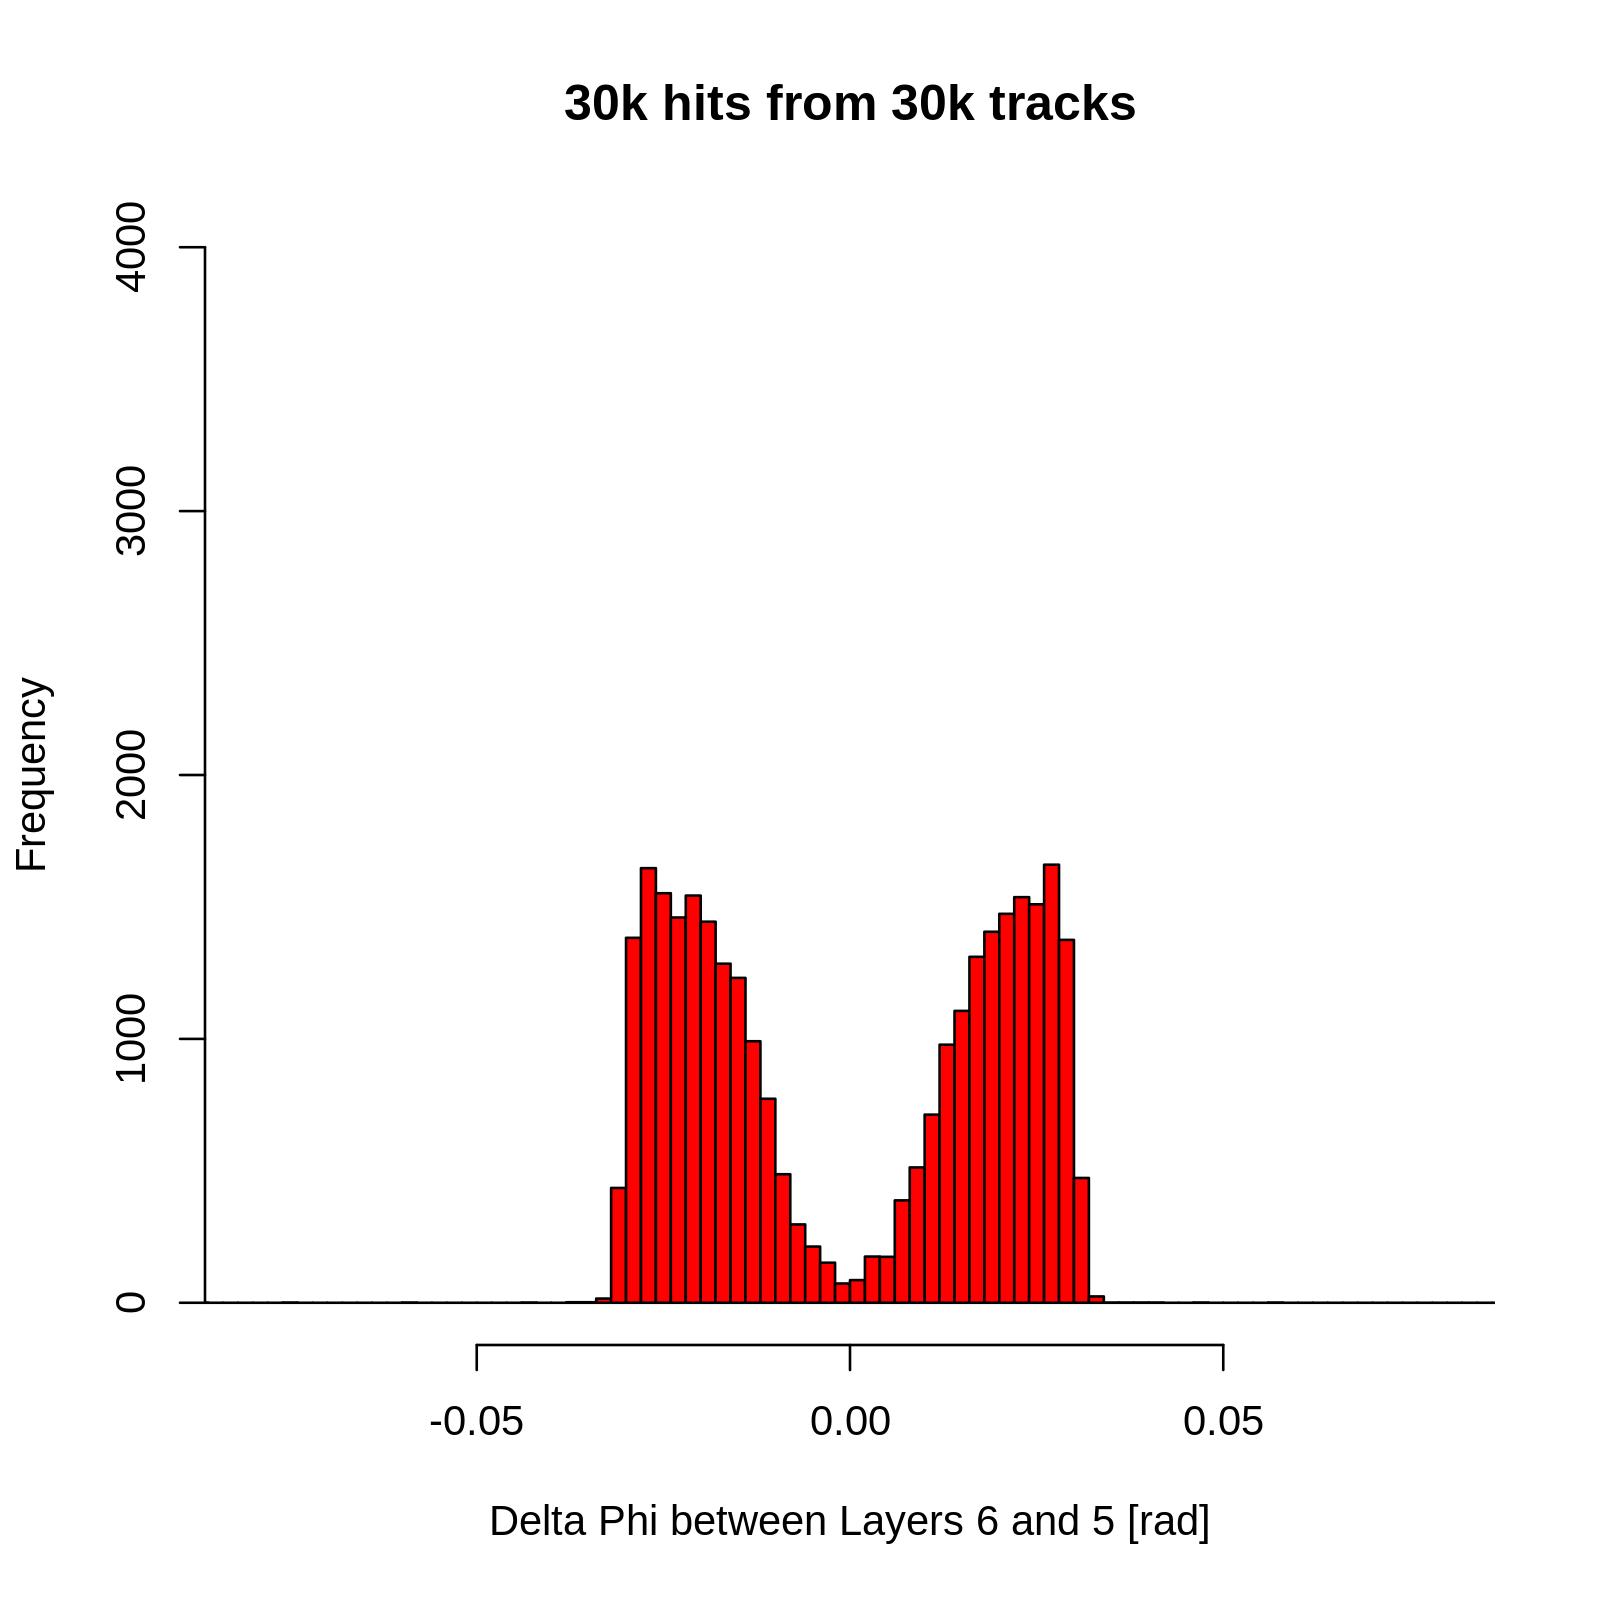 30k hits from 30k tracks
4000
3000
2000
1000
0
Frequency
-0.05 0.00 0.05
Delta Phi between Layers 6 and 5 [rad]